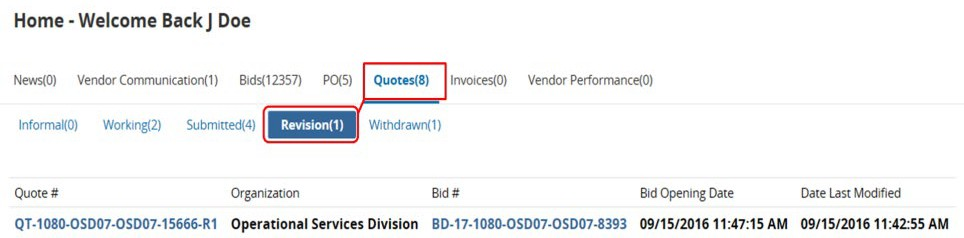 Home - Welcome Back J Doe
News(0) Vendor Communication(1) Bids(12357) PO(5) Quotes(8) Invoices(0) Vendor Performance(0)
Informal(0) Working(2) Submitted(4) Revision(1) Withdrawn(1)
Quote # Organization Bid # Bid Opening Date Date Last Modified
QT-1080-OSD07-OSD07-15666-R1 Operational Services Division BD-17-1080-OSD07-OSD07-8393 09/15/2016 11:47:15 AM 09/15/2016 11:42:55 AM